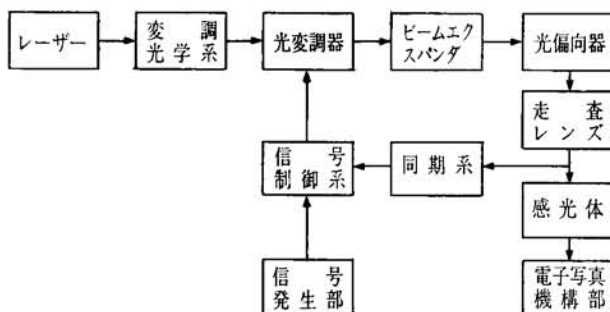 レーザー
変調
光学系
光変調器
ビームエク
スパンダ
光偏向器
走査
レンズ
信号
制御系
同期系
感光体
信号
発生部
電子写真
機構部